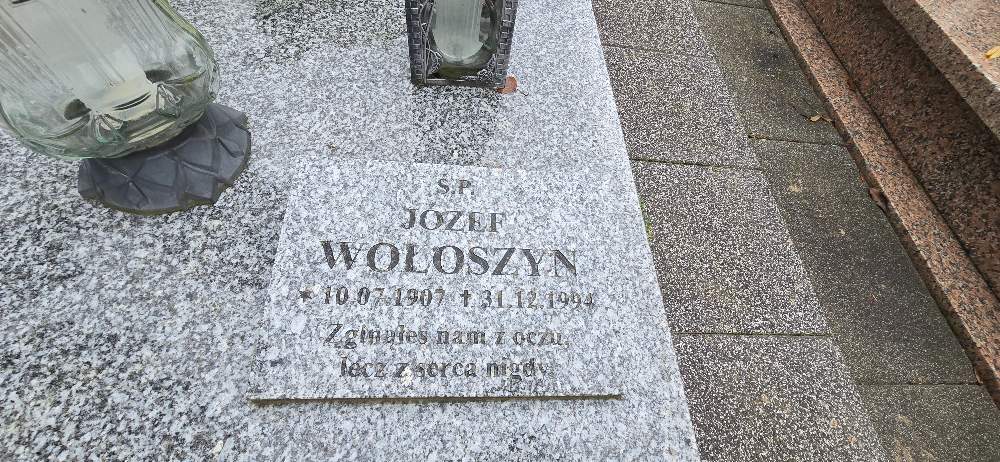 Ś.P.
JÓZEF
WOŁOSZYN
* 10.07.1907 † 31.12.1994
Zginąłeś nam z oczu,
lecz z serca nigdy.